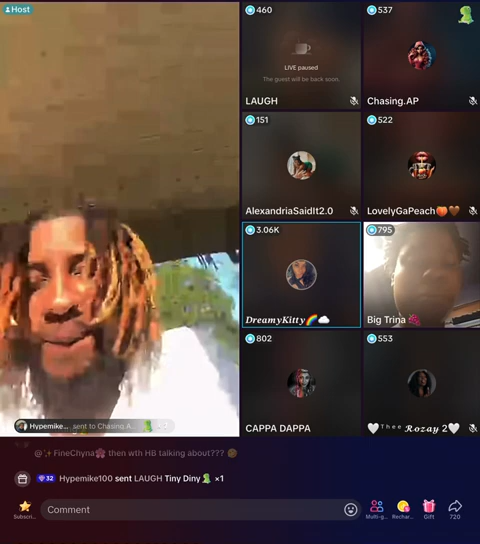 Host
460
LIVE paused
The guest will be back soon.
LAUGH
537
Chasing.AP
151
AlexandriaSaidIt2.0
522
LovelyGaPeach🍑🤎
3.06K
DreamyKitty🌈☁️
795
Big Trina
802
CAPPA DAPPA
553
🤍ᵀʰᵉᵉ Rozay 2🤍
Hypemike... sent to Chasing A...
@✨FineChyna🌸 then wth HB talking about???
32 Hypemike100 sent LAUGH Tiny Diny ×1
Comment
Subscri...
Multi-g...
Rechar...
Gift
720